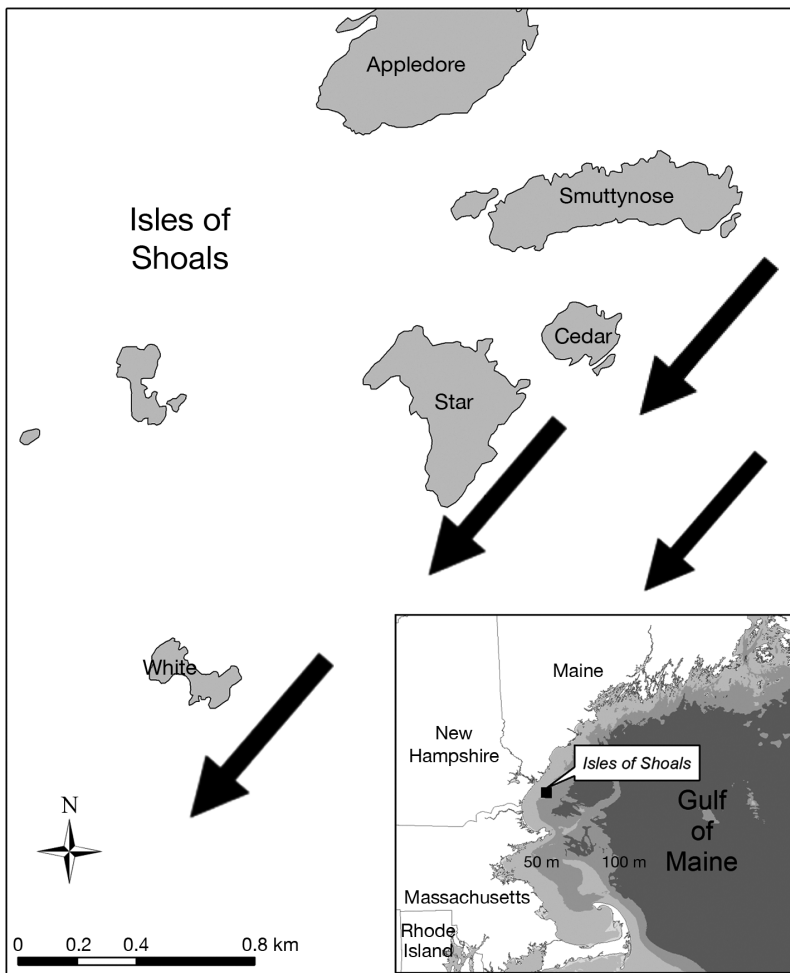 Appledore
Smuttynose
Isles of
Shoals
Cedar
Star
White
N
0 0.2 0.4 0.8 km
Maine
New
Hampshire
Isles of Shoals
Gulf
of
Maine
50 m 100 m
Massachusetts
Rhode
Island